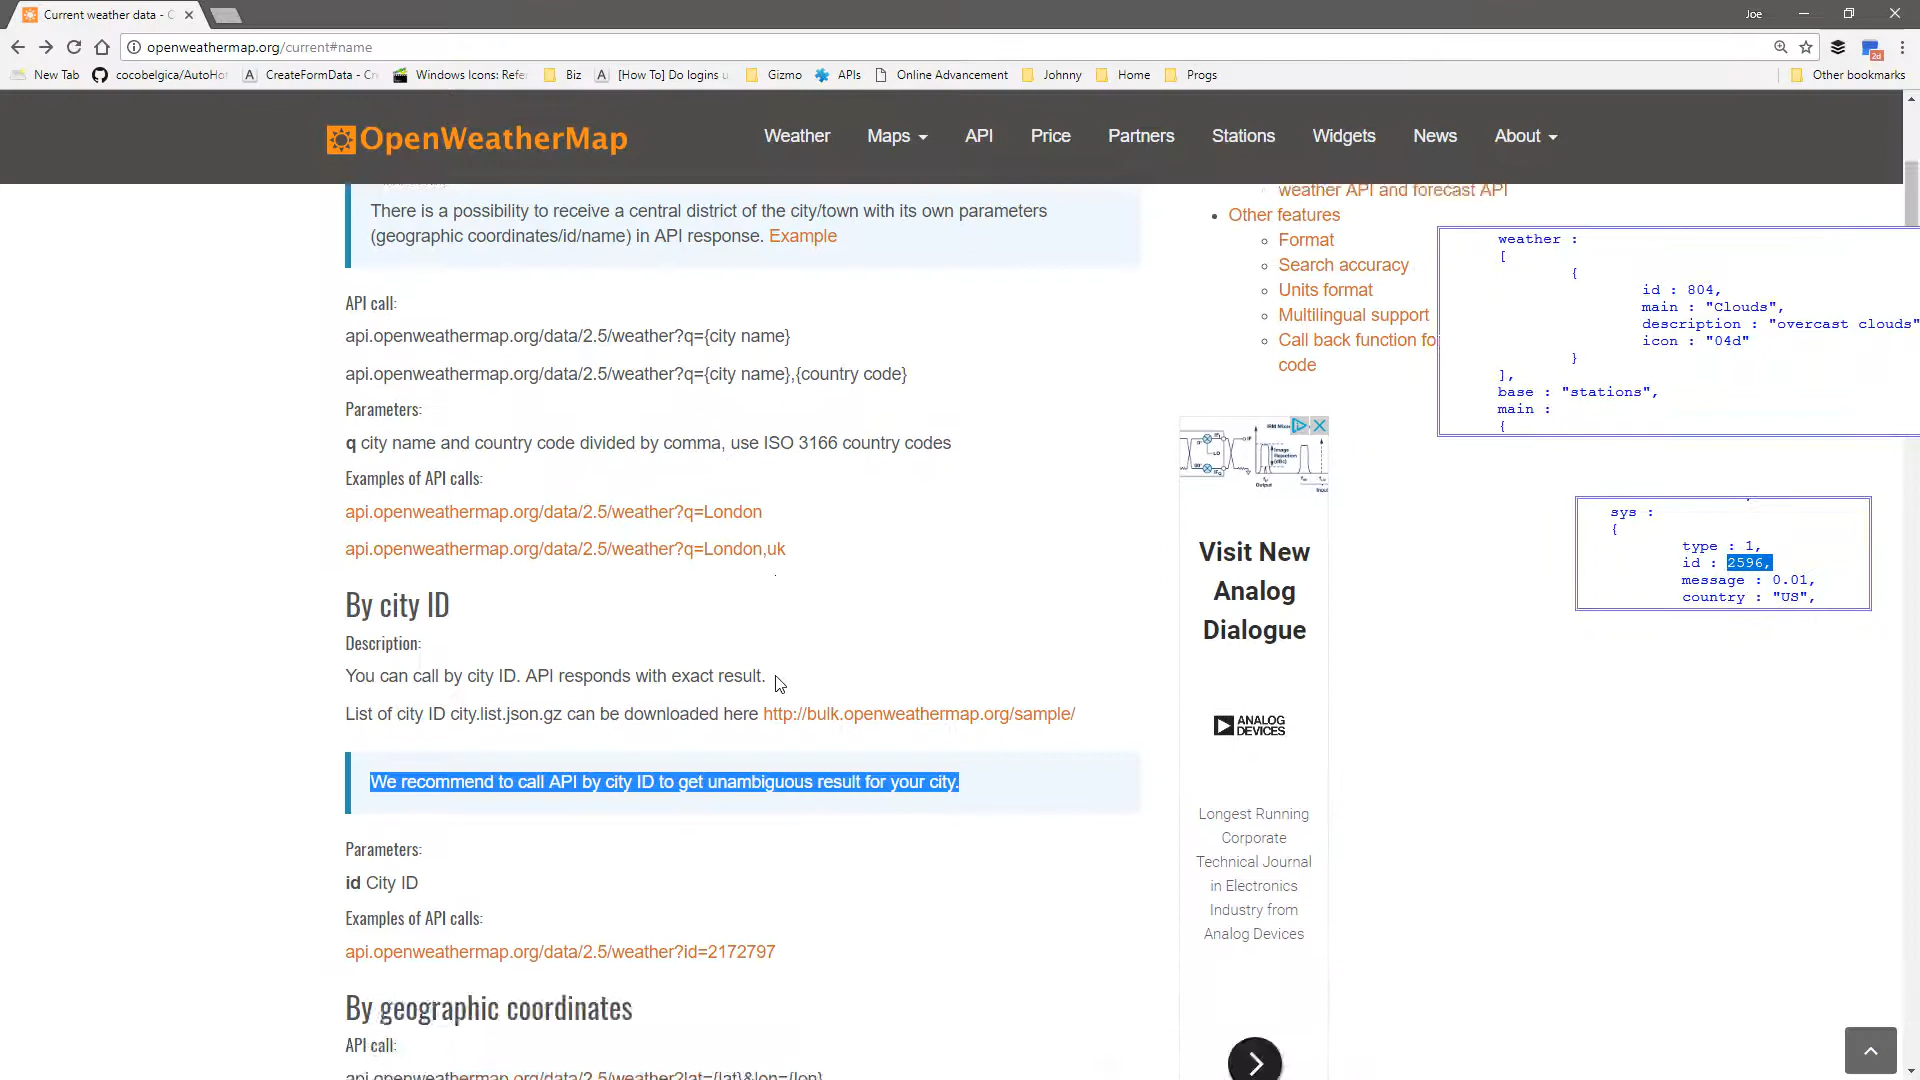 Current weather data - C
Joe
openweathermap.org/current#name
New Tab
cocobelgica/AutoHot
CreateFormData - Cr
Windows Icons: Refe
Biz
[How To] Do logins u
Gizmo
APIs
Online Advancement
Johnny
Home
Progs
Other bookmarks
2d
OpenWeatherMap
Weather
Maps
API
Price
Partners
Stations
Widgets
News
About
There is a possibility to receive a central district of the city/town with its own parameters
(geographic coordinates/id/name) in API response. Example
API call:
api.openweathermap.org/data/2.5/weather?q={city name}
api.openweathermap.org/data/2.5/weather?q={city name},{country code}
Parameters:
q city name and country code divided by comma, use ISO 3166 country codes
Examples of API calls:
api.openweathermap.org/data/2.5/weather?q=London
api.openweathermap.org/data/2.5/weather?q=London,uk
By city ID
Description:
You can call by city ID. API responds with exact result.
List of city ID city.list.json.gz can be downloaded here http://bulk.openweathermap.org/sample/
We recommend to call API by city ID to get unambiguous result for your city.
Parameters:
id City ID
Examples of API calls:
api.openweathermap.org/data/2.5/weather?id=2172797
By geographic coordinates
API call:
api.openweathermap.org/data/2.5/weather?lat={lat}&lon={lon}
weather API and forecast API
Other features
Format
Search accuracy
Units format
Multilingual support
Call back function fo
code
weather :
[
{
id : 804,
main : "Clouds",
description : "overcast clouds"
icon : "04d"
}
],
base : "stations",
main :
{
sys :
{
type : 1,
id : 2596,
message : 0.01,
country : "US",
Visit New
Analog
Dialogue
ANALOG
DEVICES
Longest Running
Corporate
Technical Journal
in Electronics
Industry from
Analog Devices